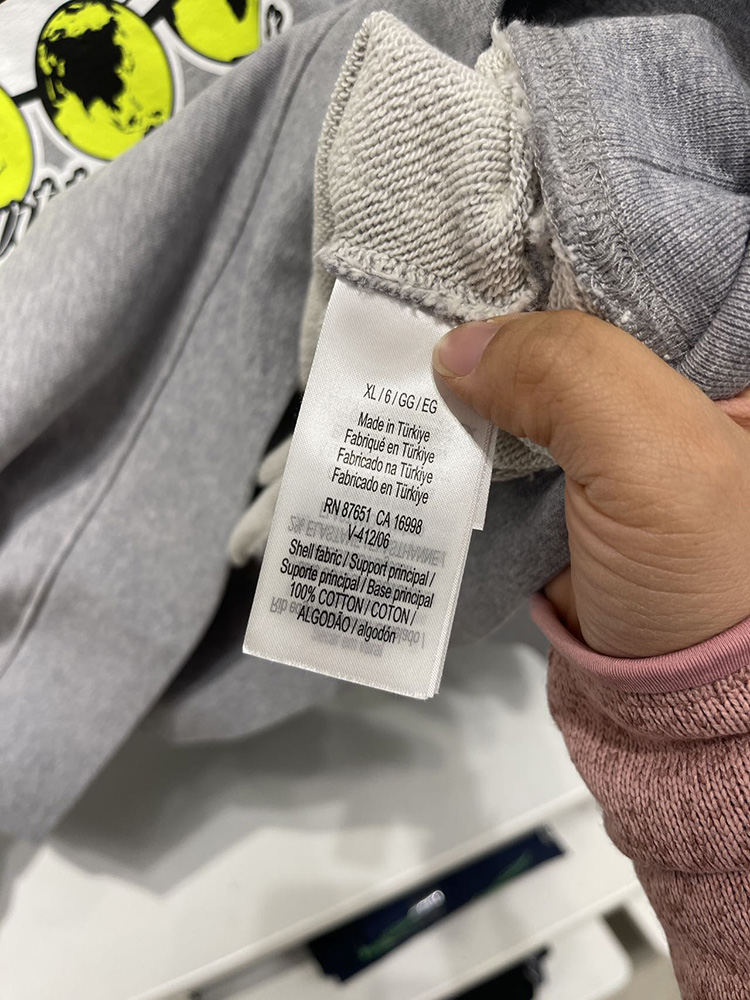 XL / 6 / GG / EG
Made in Türkiye
Fabriqué en Türkiye
Fabricado na Türkiye
Fabricado en Türkiye
RN 87651 CA 16998
V-412/06
Shell fabric / Support principal /
Suporte principal / Base principal
100% COTTON / COTON /
ALGODÃO / algodón